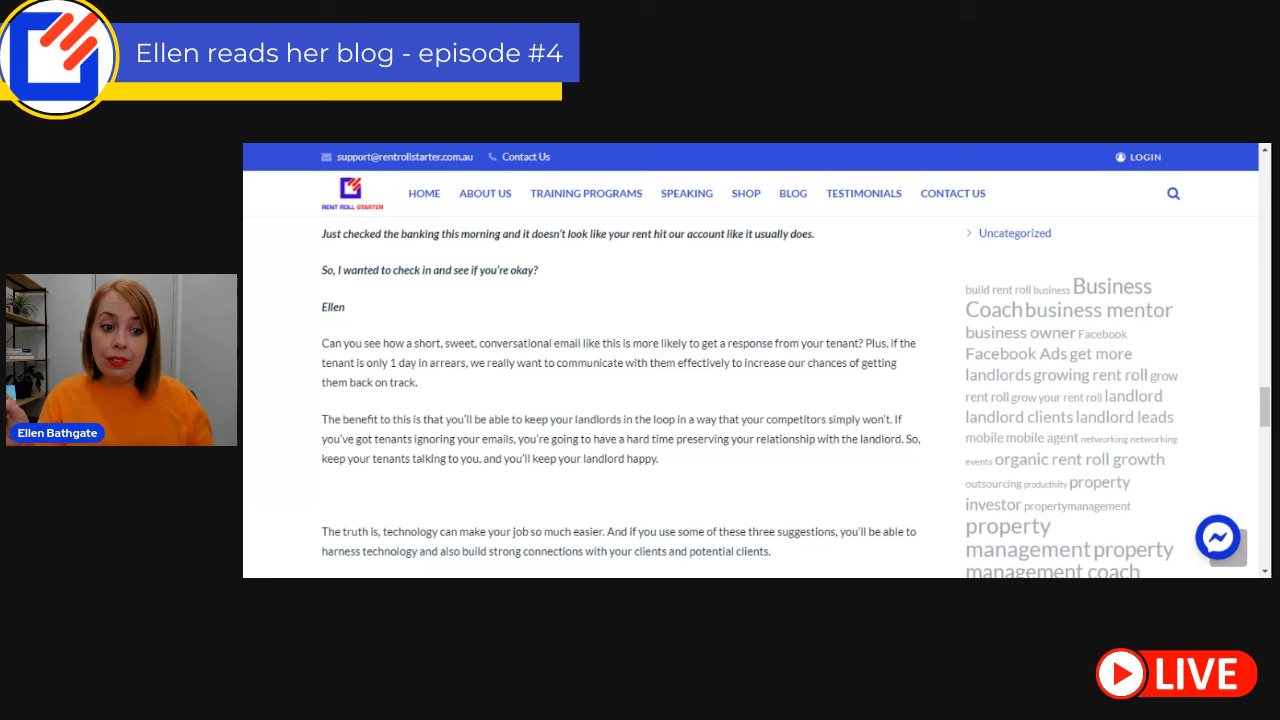 Ellen reads her blog - episode #4
support@rentrollstarter.com.au Contact Us LOGIN
RENT ROLL STARTER
HOME ABOUT US TRAINING PROGRAMS SPEAKING SHOP BLOG TESTIMONIALS CONTACT US
Just checked the banking this morning and it doesn't look like your rent hit our account like it usually does.
So, I wanted to check in and see if you're okay?
Ellen
Can you see how a short, sweet, conversational email like this is more likely to get a response from your tenant? Plus, if the
tenant is only 1 day in arrears, we really want to communicate with them effectively to increase our chances of getting
them back on track.
The benefit to this is that you'll be able to keep your landlords in the loop in a way that your competitors simply won't. If
you've got tenants ignoring your emails, you're going to have a hard time preserving your relationship with the landlord. So,
keep your tenants talking to you, and you'll keep your landlord happy.
The truth is, technology can make your job so much easier. And if you use some of these three suggestions, you'll be able to
harness technology and also build strong connections with your clients and potential clients.
Uncategorized
build rent roll business Business
Coach business mentor
business owner Facebook
Facebook Ads get more
landlords growing rent roll grow
rent roll grow your rent roll landlord
landlord clients landlord leads
mobile mobile agent networking networking
events organic rent roll growth
outsourcing productivity property
investor propertymanagement
property
management property
management coach
Ellen Bathgate
LIVE